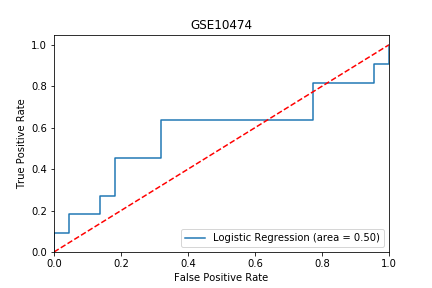 GSE10474
1.0
0.8
0.6
0.4
0.2
0.0
True Positive Rate
Logistic Regression (area = 0.50)
0.0 0.2 0.4 0.6 0.8 1.0
False Positive Rate